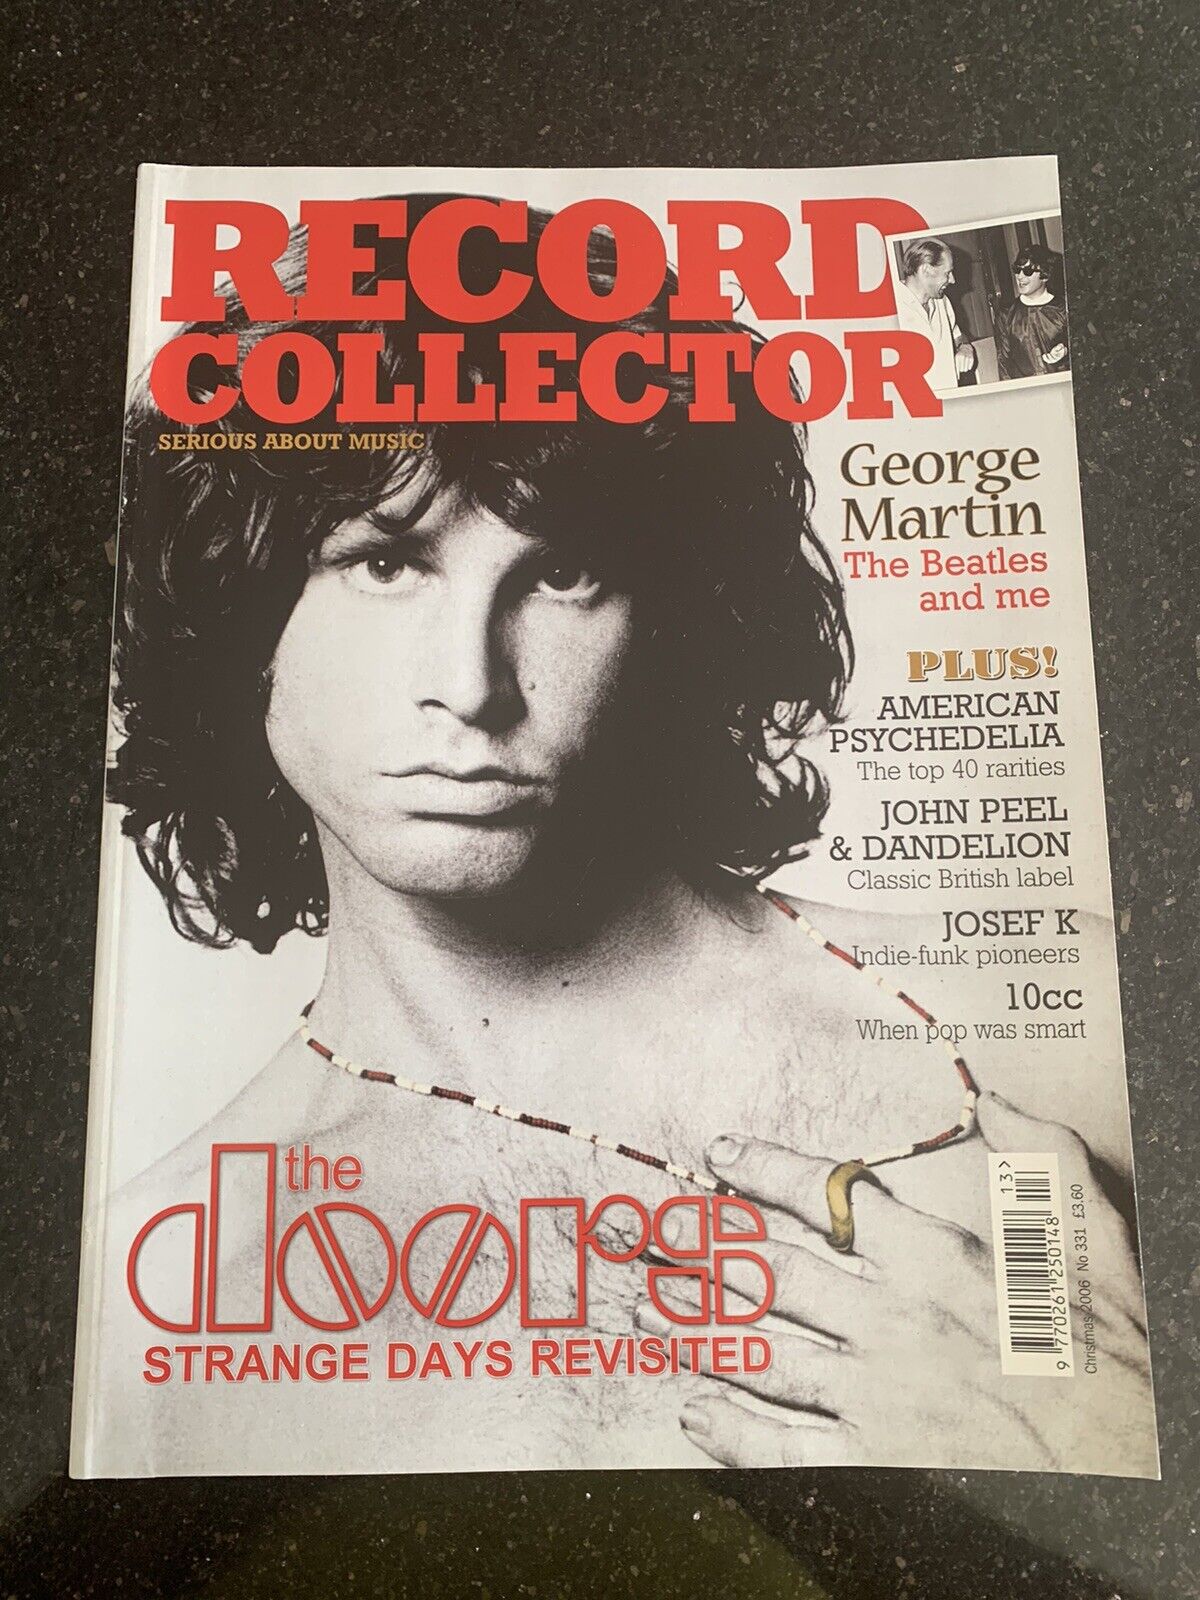 RECORD
COLLECTOR
SERIOUS ABOUT MUSIC
George
Martin
The Beatles
and me
PLUS!
AMERICAN
PSYCHEDELIA
The top 40 rarities
JOHN PEEL
& DANDELION
Classic British label
JOSEF K
Indie-funk pioneers
10cc
When pop was smart
the
doors
STRANGE DAYS REVISITED
13>
9 770261 250148
Christmas 2006 No 331 £3.60